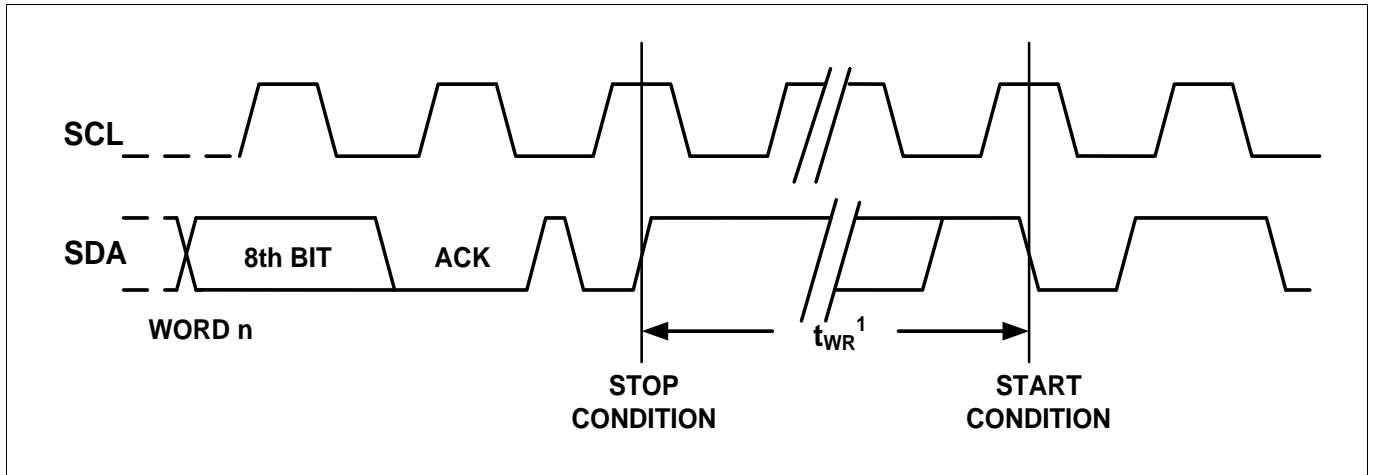 SCL
SDA
8th BIT
ACK
WORD n
tWR1
STOP
CONDITION
START
CONDITION